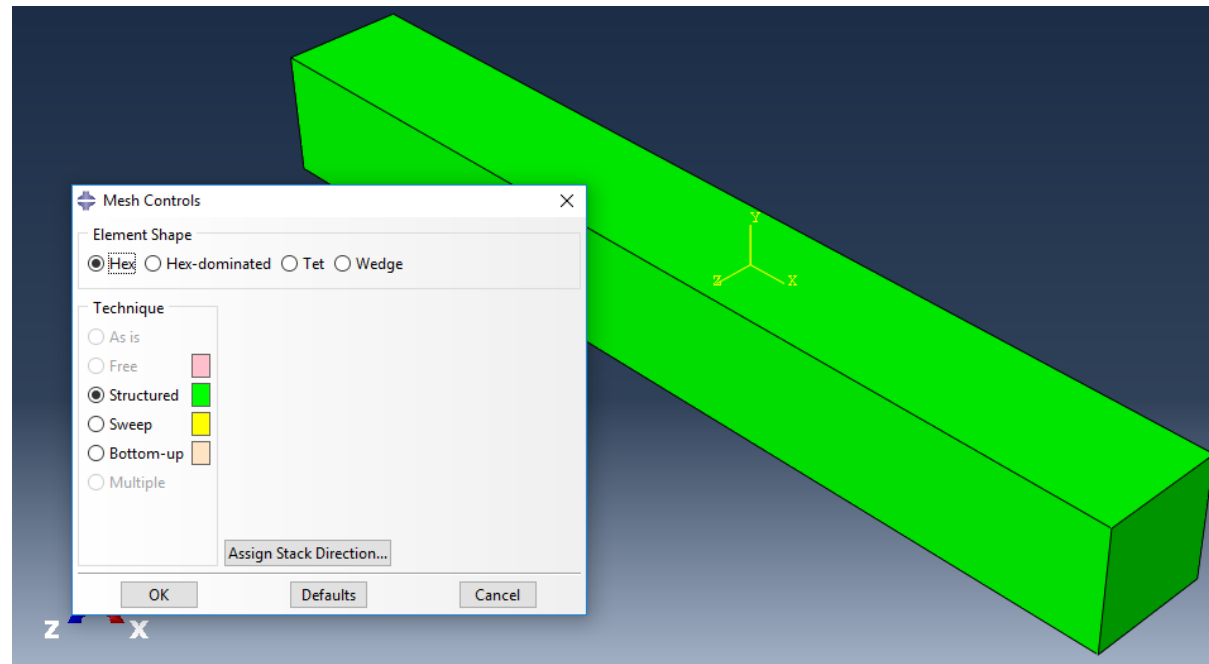 Mesh Controls
Element Shape
Hex Hex-dominated Tet Wedge
Technique
As is
Free
Structured
Sweep
Bottom-up
Multiple
Assign Stack Direction...
OK Defaults Cancel
Y
Z X
Z X